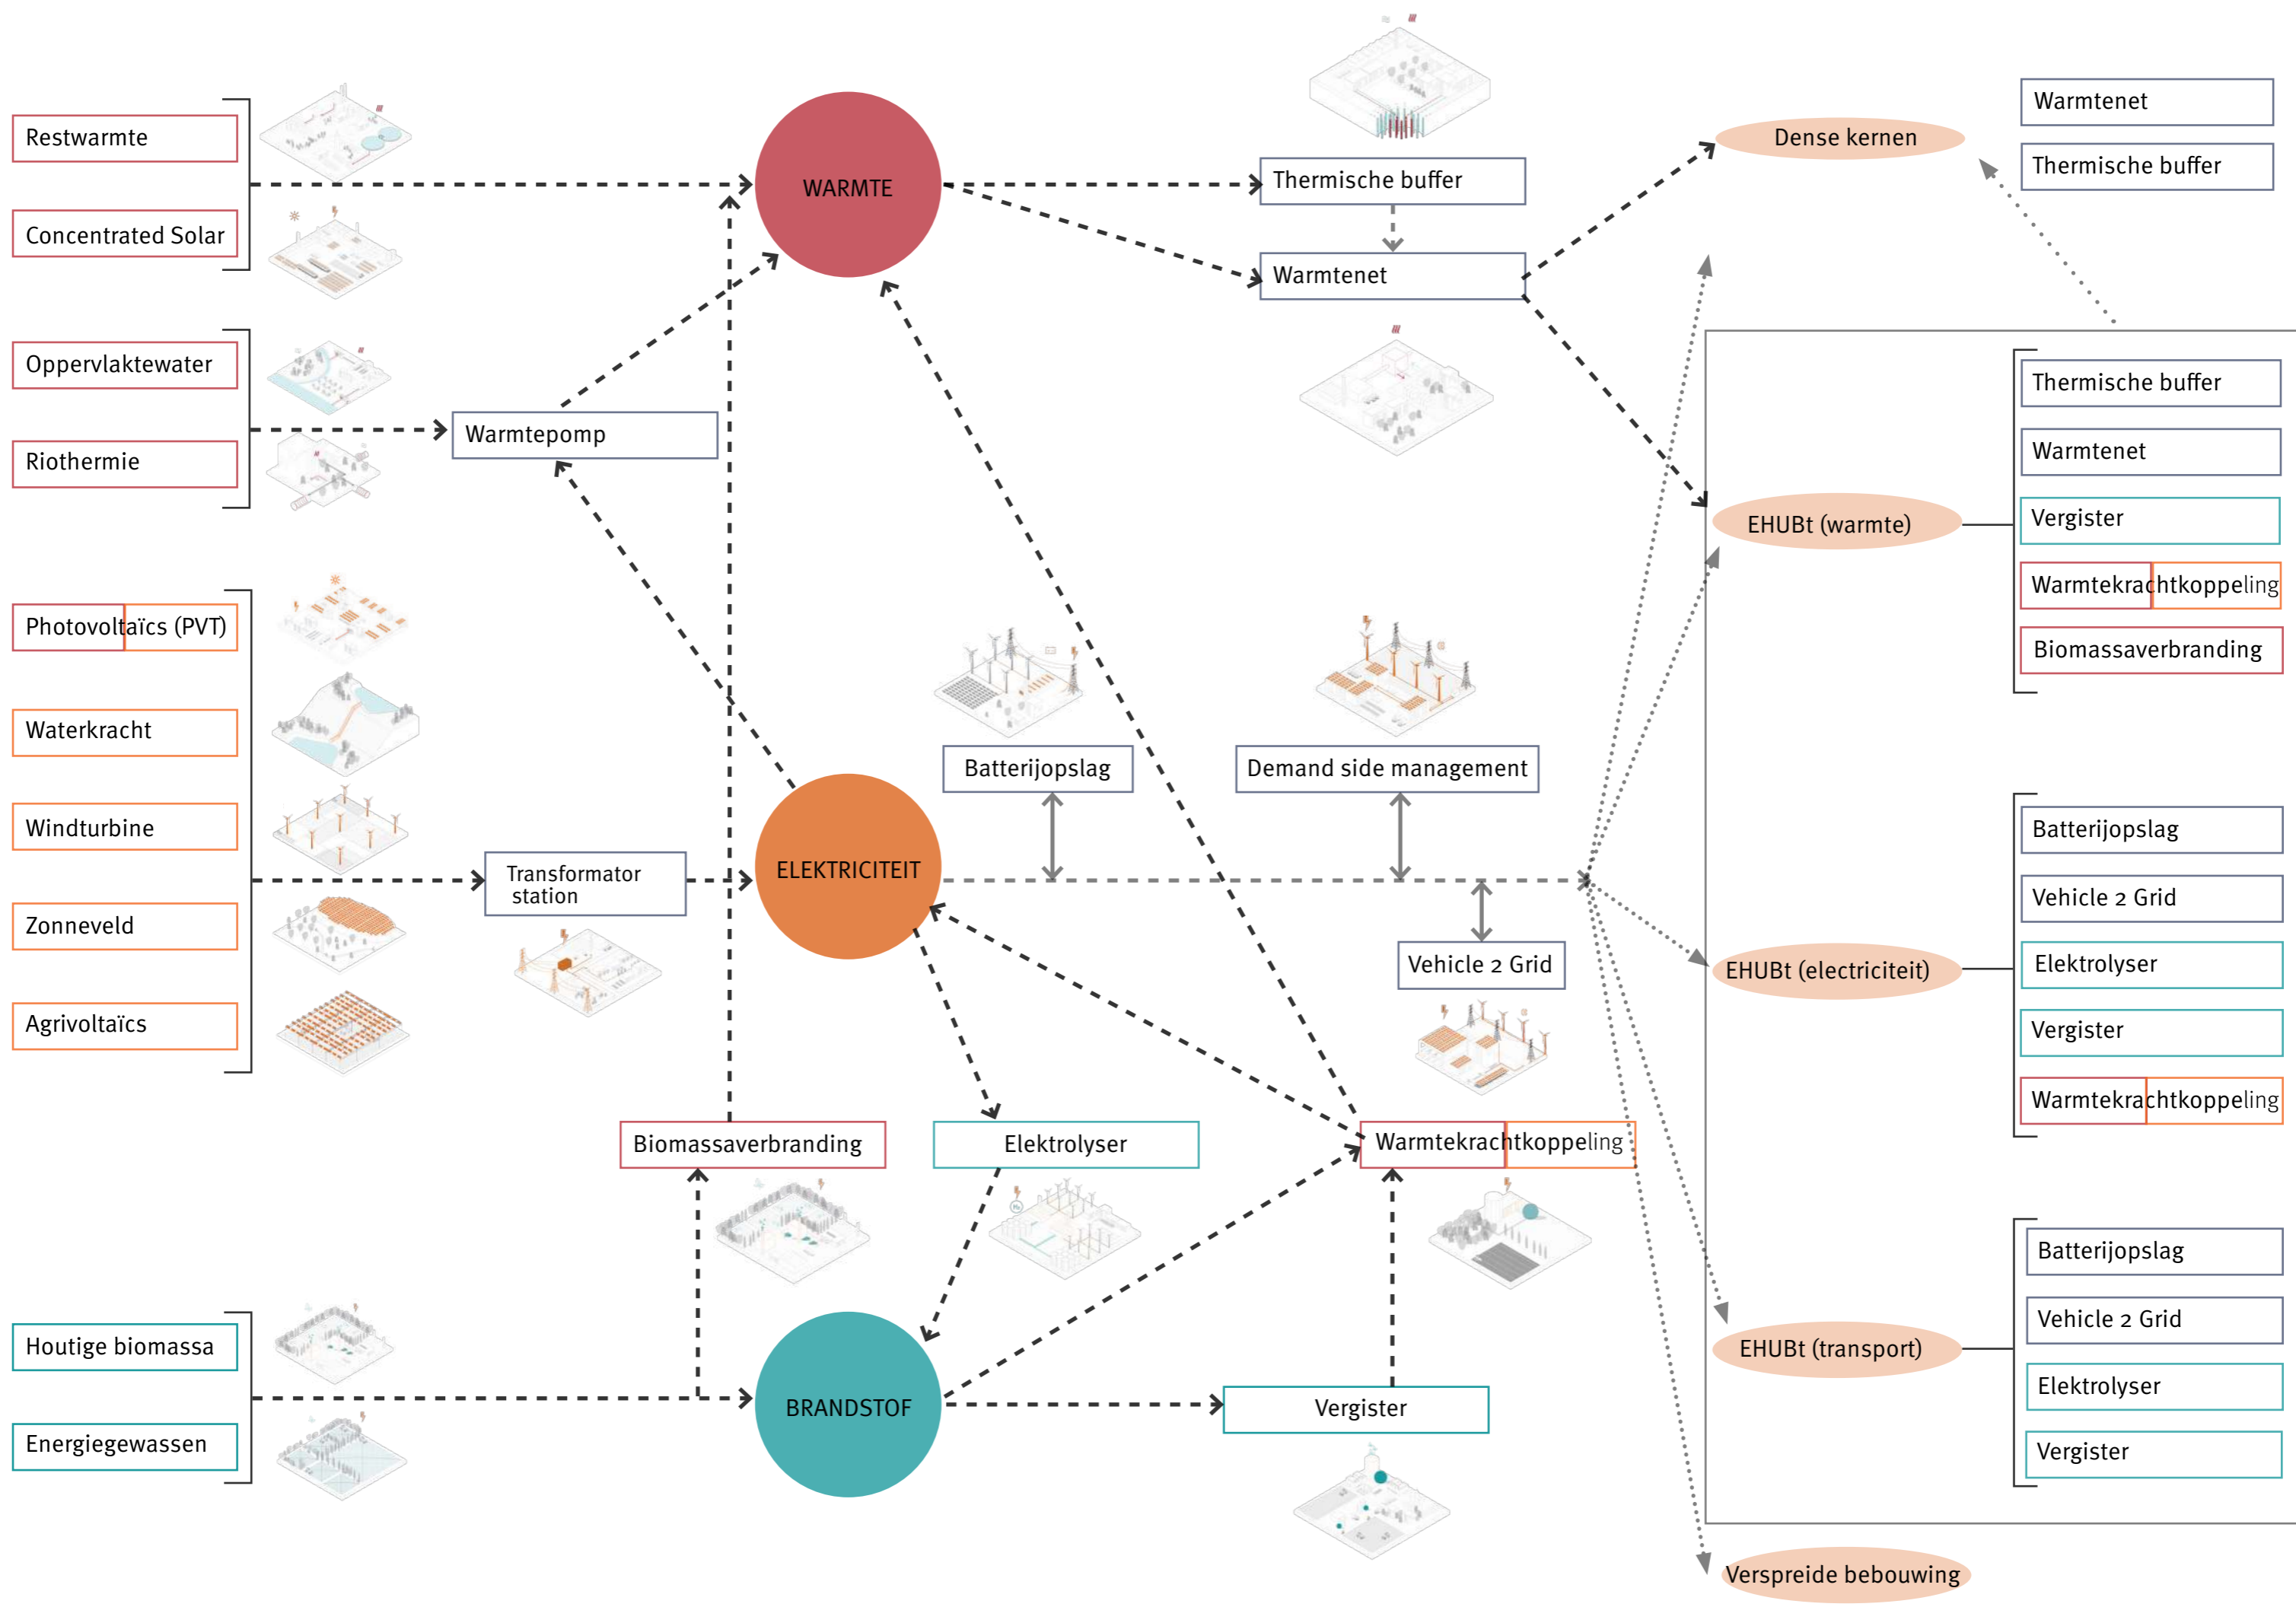 Restwarmte
Concentrated Solar
Oppervlaktewater
Riothermie
Photovoltaïcs (PVT)
Waterkracht
Windturbine
Zonneveld
Agrivoltaïcs
Houtige biomassa
Energiegewassen
Warmtepomp
Transformator
station
Biomassaverbranding
WARMTE
ELEKTRICITEIT
BRANDSTOF
Batterijopslag
Elektrolyser
Thermische buffer
Warmtenet
Demand side management
Vehicle 2 Grid
Warmtekrachtkoppeling
Vergister
Dense kernen
Warmtenet
Thermische buffer
EHUBt (warmte)
Thermische buffer
Warmtenet
Vergister
Warmtekrachtkoppeling
Biomassaverbranding
EHUBt (electriciteit)
Batterijopslag
Vehicle 2 Grid
Elektrolyser
Vergister
Warmtekrachtkoppeling
EHUBt (transport)
Batterijopslag
Vehicle 2 Grid
Elektrolyser
Vergister
Verspreide bebouwing